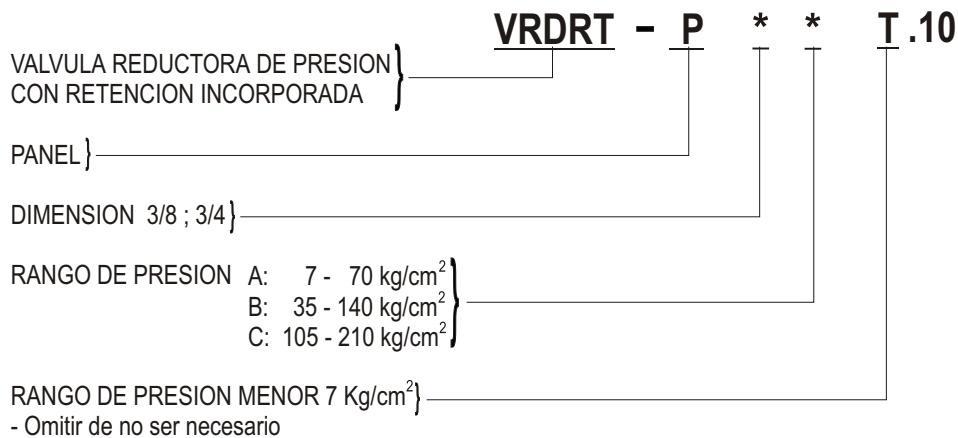 VRDRT - P * * T .10
VALVULA REDUCTORA DE PRESION
CON RETENCION INCORPORADA
PANEL
DIMENSION 3/8 ; 3/4
RANGO DE PRESION A: 7 - 70 kg/cm²
B: 35 - 140 kg/cm²
C: 105 - 210 kg/cm²
RANGO DE PRESION MENOR 7 Kg/cm²
- Omitir de no ser necesario